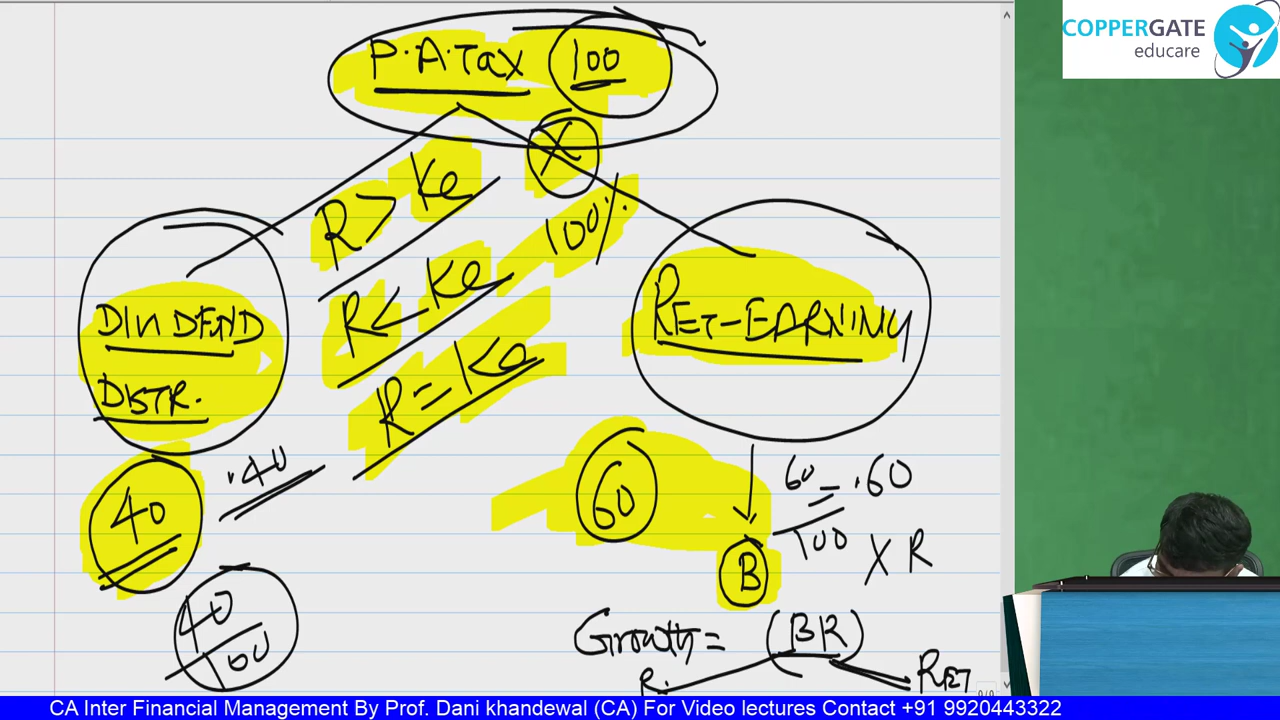 COPPERGATE
educare
P.A.Tax 100
X
R > Ke
100%
R < Ke
R = Ke
DIVIDEND
DISTR.
RET-EARNING
40 .40
60
60/100 = .60
X R
B
40/100
Growth = (BR)
R. RET
CA Inter Financial Management By Prof. Dani khandewal (CA) For Video lectures Contact +91 9920443322